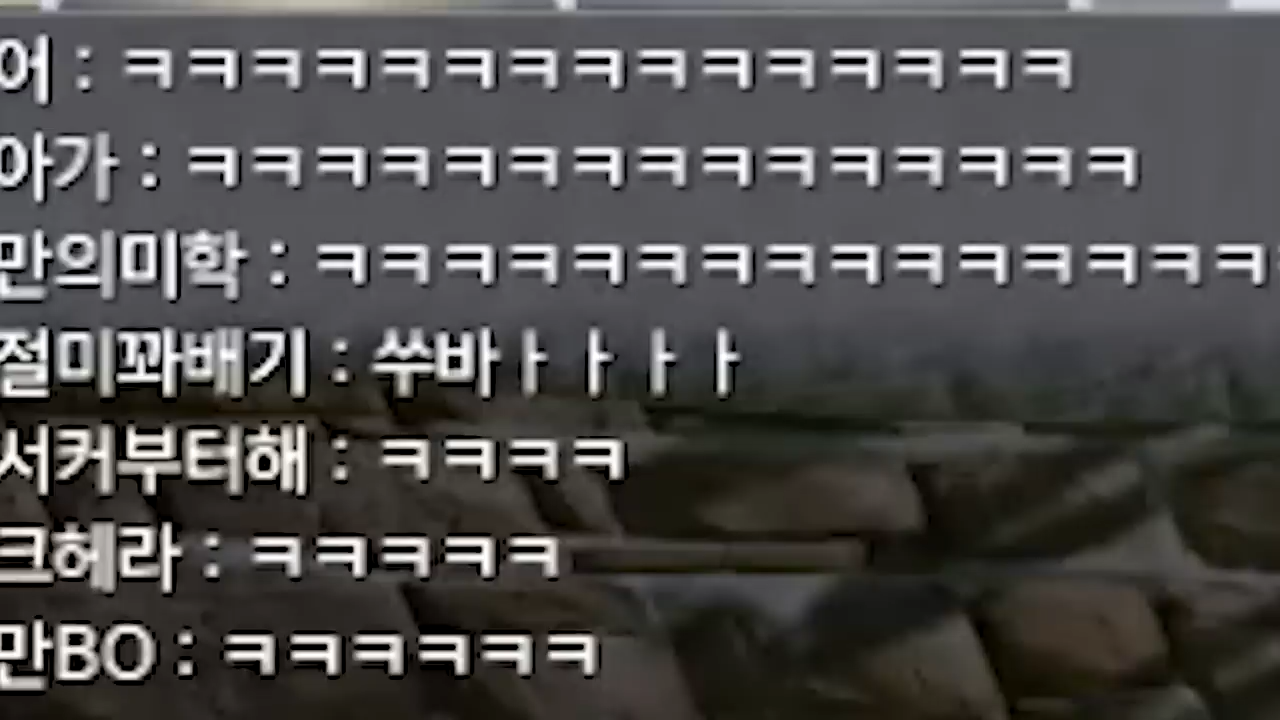 어 : ㅋㅋㅋㅋㅋㅋㅋㅋㅋㅋㅋㅋㅋㅋㅋ
아가 : ㅋㅋㅋㅋㅋㅋㅋㅋㅋㅋㅋㅋㅋㅋㅋ
만의미학 : ㅋㅋㅋㅋㅋㅋㅋㅋㅋㅋㅋㅋㅋㅋㅋ
절미꽈배기 : 쑤바ㅏㅏㅏㅏ
서커부터해 : ㅋㅋㅋㅋ
크헤라 : ㅋㅋㅋㅋㅋ
만BO : ㅋㅋㅋㅋㅋㅋ